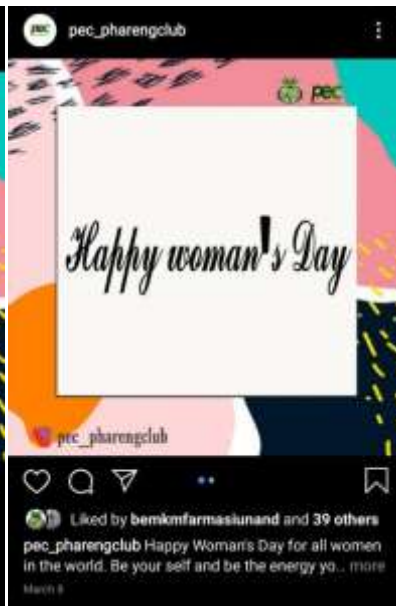 pec
pec_pharengclub
pec
Happy woman's Day
pec_pharengclub
Liked by bemkmfarmasiunand and 39 others
pec_pharengclub Happy Woman's Day for all women
in the world. Be your self and be the energy yo... more
March 8